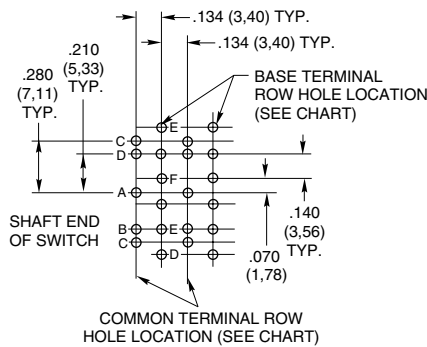 .134 (3,40) TYP.
.134 (3,40) TYP.
.210
(5,33)
TYP.
.280
(7,11)
TYP.
BASE TERMINAL
ROW HOLE LOCATION
(SEE CHART)
E
C
D
F
A
SHAFT END
OF SWITCH
B
E
C
D
.140
(3,56)
TYP.
.070
(1,78)
COMMON TERMINAL ROW
HOLE LOCATION (SEE CHART)